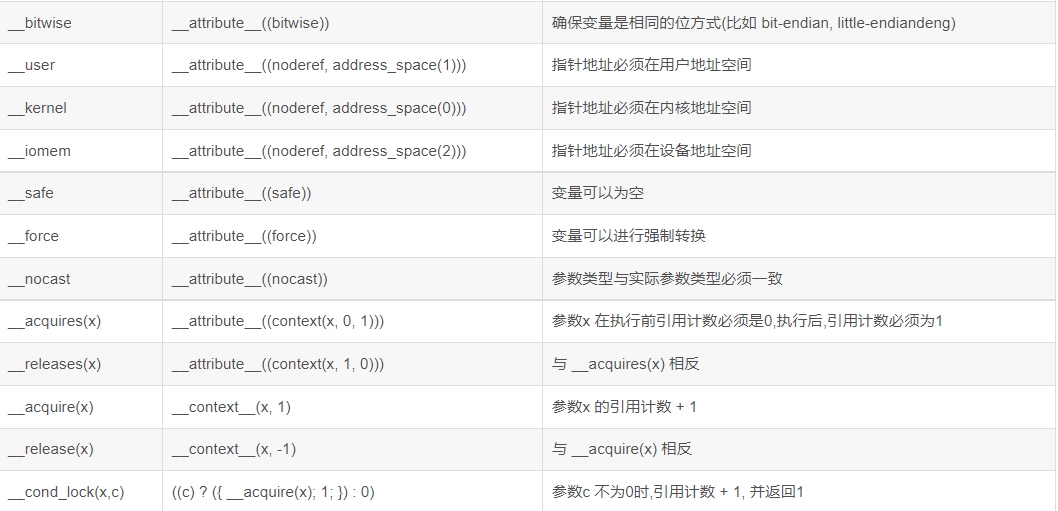 __bitwise __attribute__((bitwise)) 确保变量是相同的位方式(比如 bit-endian, little-endiandeng)
__user __attribute__((noderef, address_space(1))) 指针地址必须在用户地址空间
__kernel __attribute__((noderef, address_space(0))) 指针地址必须在内核地址空间
__iomem __attribute__((noderef, address_space(2))) 指针地址必须在设备地址空间
__safe __attribute__((safe)) 变量可以为空
__force __attribute__((force)) 变量可以进行强制转换
__nocast __attribute__((nocast)) 参数类型与实际参数类型必须一致
__acquires(x) __attribute__((context(x, 0, 1))) 参数x 在执行前引用计数必须是0,执行后,引用计数必须为1
__releases(x) __attribute__((context(x, 1, 0))) 与 __acquires(x) 相反
__acquire(x) __context__(x, 1) 参数x 的引用计数 + 1
__release(x) __context__(x, -1) 与 __acquire(x) 相反
__cond_lock(x,c) ((c) ? ({ __acquire(x); 1; }) : 0) 参数c 不为0时,引用计数 + 1, 并返回1